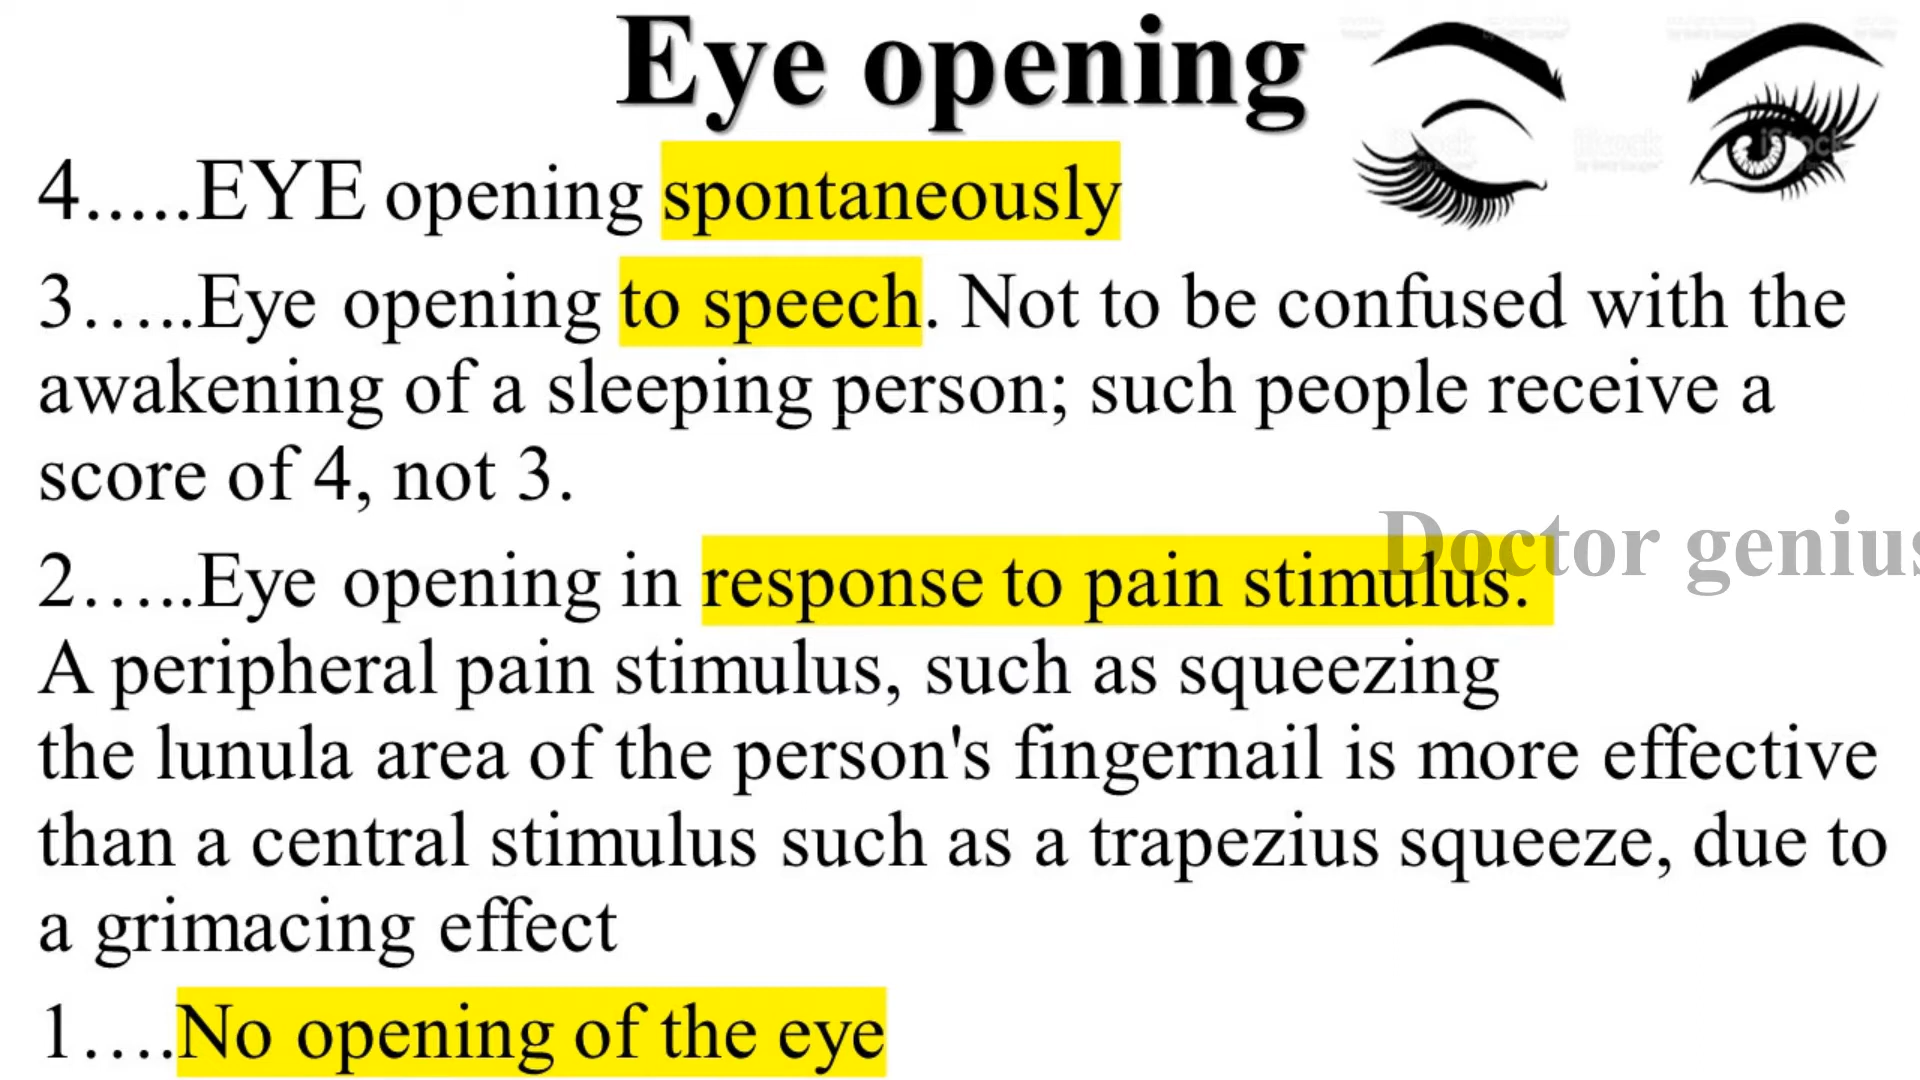 Eye opening
4.....EYE opening spontaneously
3…..Eye opening to speech. Not to be confused with the
awakening of a sleeping person; such people receive a
score of 4, not 3.
Doctor genius
2…..Eye opening in response to pain stimulus.
A peripheral pain stimulus, such as squeezing
the lunula area of the person's fingernail is more effective
than a central stimulus such as a trapezius squeeze, due to
a grimacing effect
1….No opening of the eye